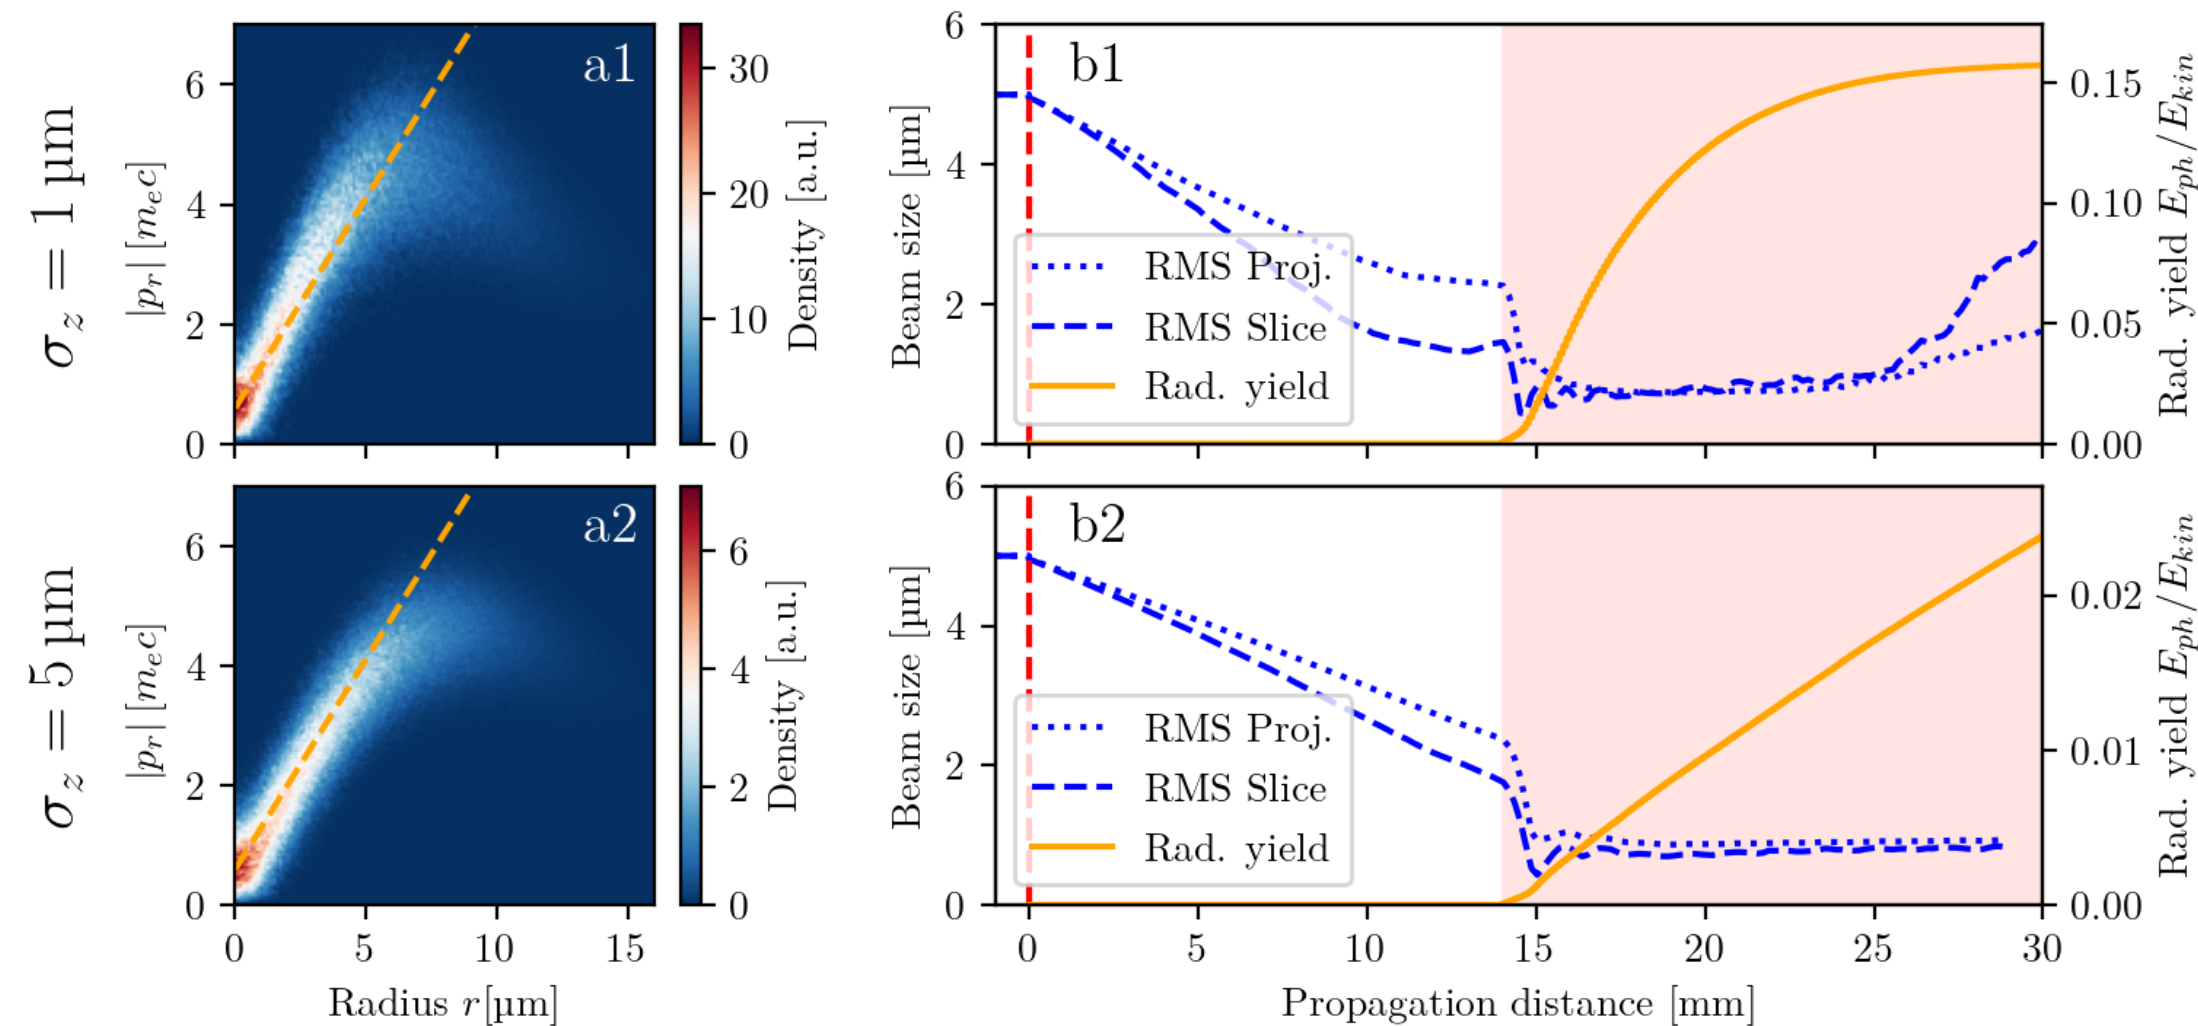 σz = 1 µm
|pr| [mec]
6
4
2
0
a1
30
20
10
0
Density [a.u.]
b1
Beam size [µm]
6
4
2
0
RMS Proj.
RMS Slice
Rad. yield
0.15
0.10
0.05
0.00
Rad. yield Eph/Ekin
σz = 5 µm
|pr| [mec]
6
4
2
0
a2
0 5 10 15
Radius r[µm]
6
4
2
0
Density [a.u.]
b2
Beam size [µm]
6
4
2
0
RMS Proj.
RMS Slice
Rad. yield
0.02
0.01
0.00
Rad. yield Eph/Ekin
0 5 10 15 20 25 30
Propagation distance [mm]